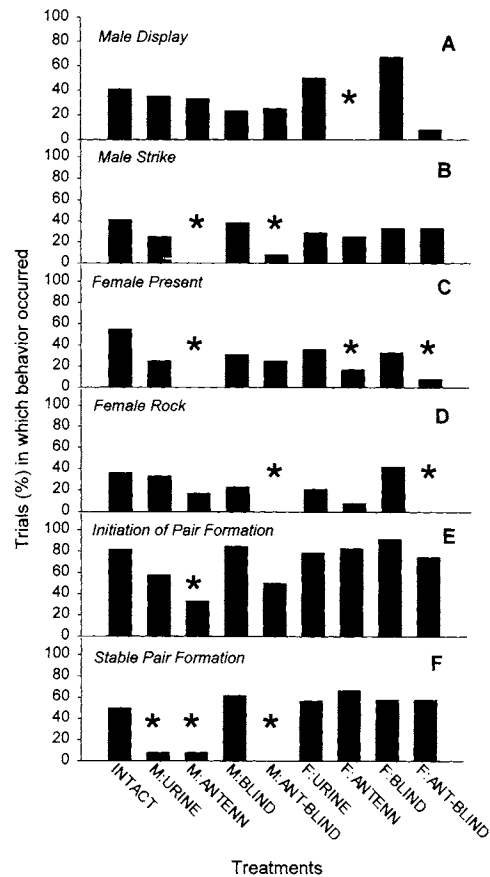 Trials (%) in which behavior occurred
100
80
60
40
20
0
Male Display
A
*
100
80
60
40
20
0
Male Strike
B
* *
100
80
60
40
20
0
Female Present
C
* * *
100
80
60
40
20
0
Female Rock
D
* *
100
80
60
40
20
0
Initiation of Pair Formation
E
*
100
80
60
40
20
0
Stable Pair Formation
F
* * *
INTACT
M:URINE
M:ANTENN
M:BLIND
M:ANT-BLIND
F:URINE
F:ANTENN
F:BLIND
F:ANT-BLIND
Treatments